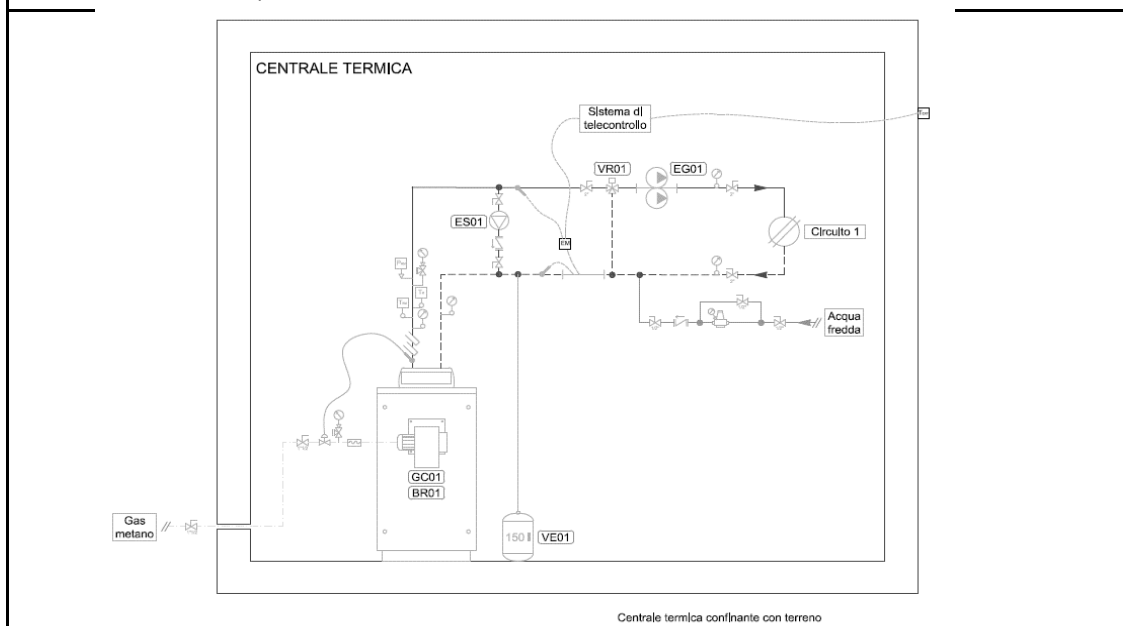 CENTRALE TERMICA
Sistema di
telecontrollo
VR01
EG01
ES01
EM
Circuito 1
Acqua
fredda
GC01
BR01
Gas
metano
150 l
VE01
Centrale termica confinante con terreno